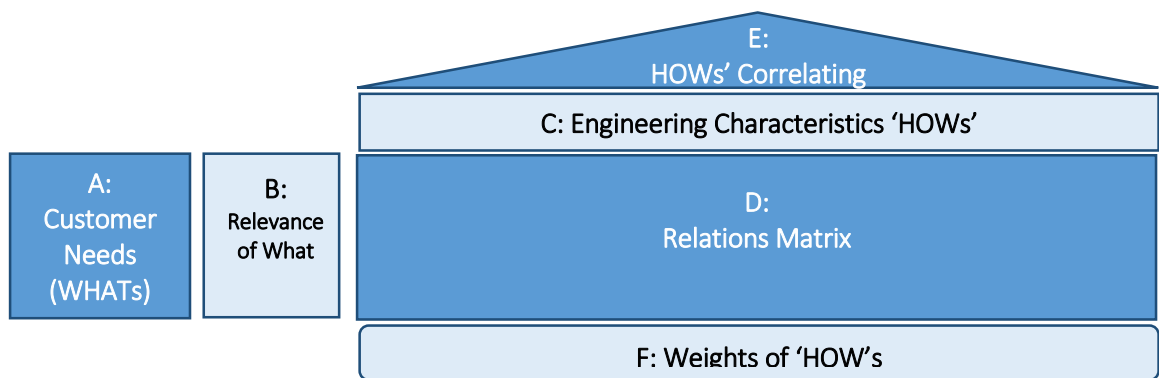 E:
HOWs’ Correlating
C: Engineering Characteristics ‘HOWs’
A:
Customer
Needs
(WHATs)
B:
Relevance
of What
D:
Relations Matrix
F: Weights of ‘HOW’s